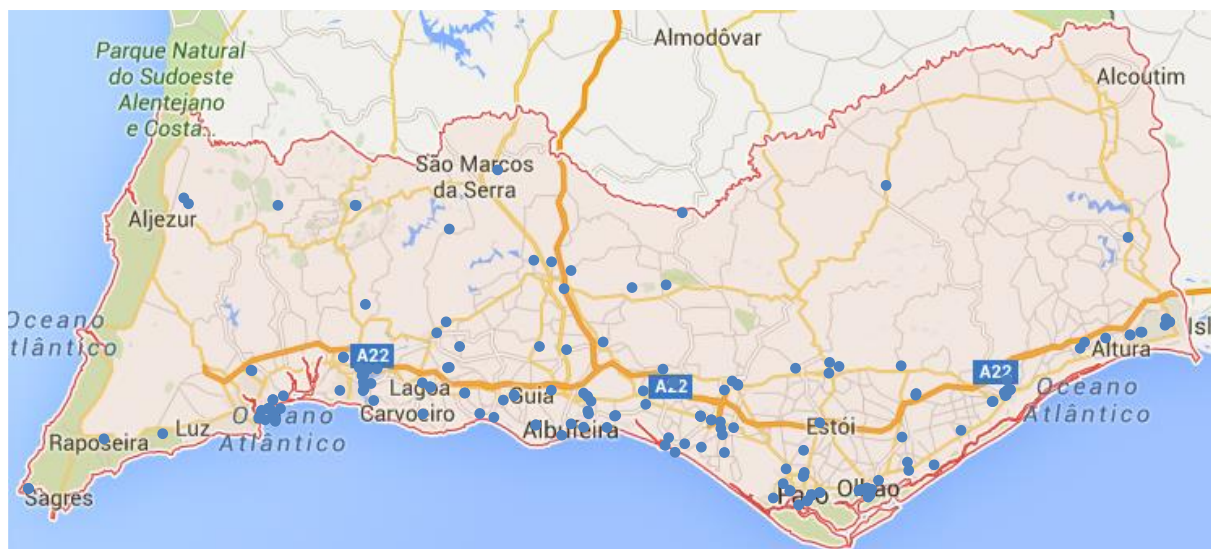 Almodôvar
Parque Natural
do Sudoeste
Alentejano
e Costa...
Alcoutim
São Marcos
da Serra
Aljezur
Oceano
tlântico
Isl
A22
Altura
A22
A22
Lagoa
Guia
Oceano
Atlântico
Carvoeiro
Oceano
Atlântico
Luz
Albufeira
Estói
Raposeira
Sagres
Faro
Olhão